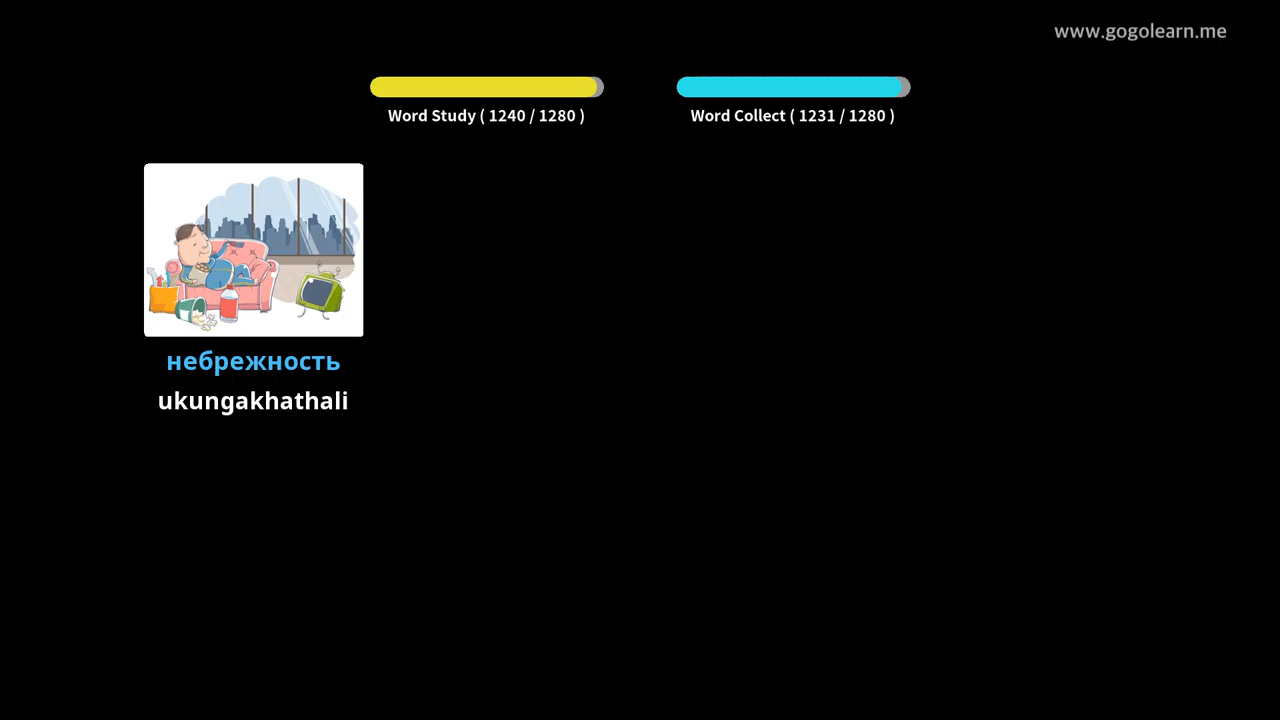 www.gogolearn.me
Word Study ( 1240 / 1280 )
Word Collect ( 1231 / 1280 )
небрежность
ukungakhathali